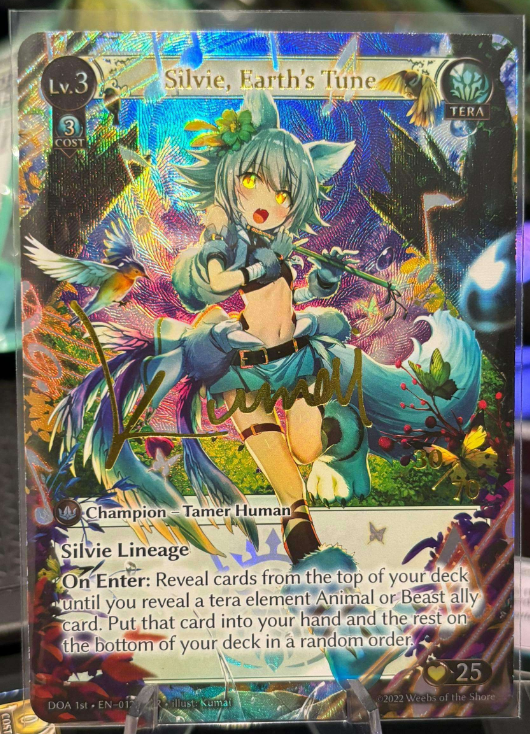 Lv.3
Silvie, Earth's Tune
TERA
3
COST
Kumai
Champion – Tamer Human
Silvie Lineage
On Enter: Reveal cards from the top of your deck
until you reveal a tera element Animal or Beast ally
card. Put that card into your hand and the rest on
the bottom of your deck in a random order.
25
DOA 1st • illust: Kumai
©2022 Weebs of the Shore
COST